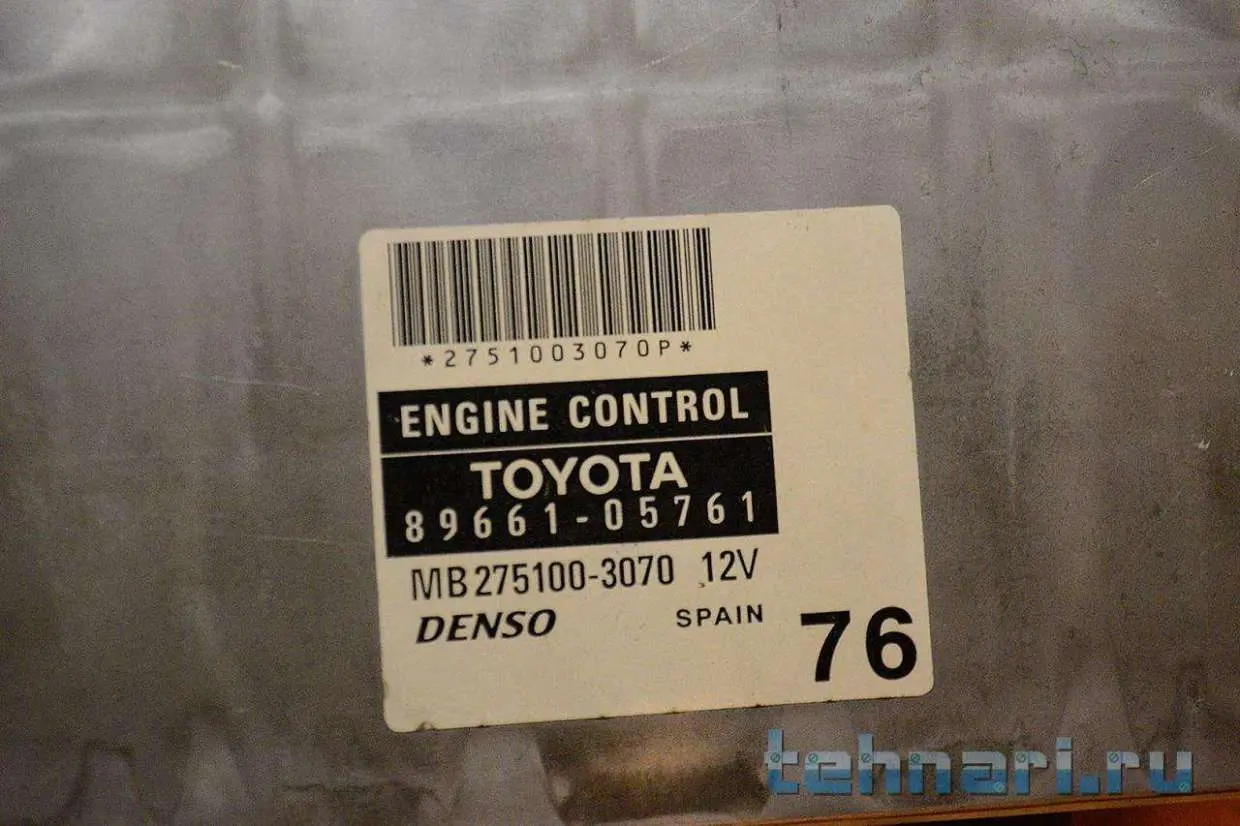 *2751003070P*
ENGINE CONTROL
TOYOTA
89661-05761
MB275100-3070 12V
DENSO SPAIN 76
tehnari.ru